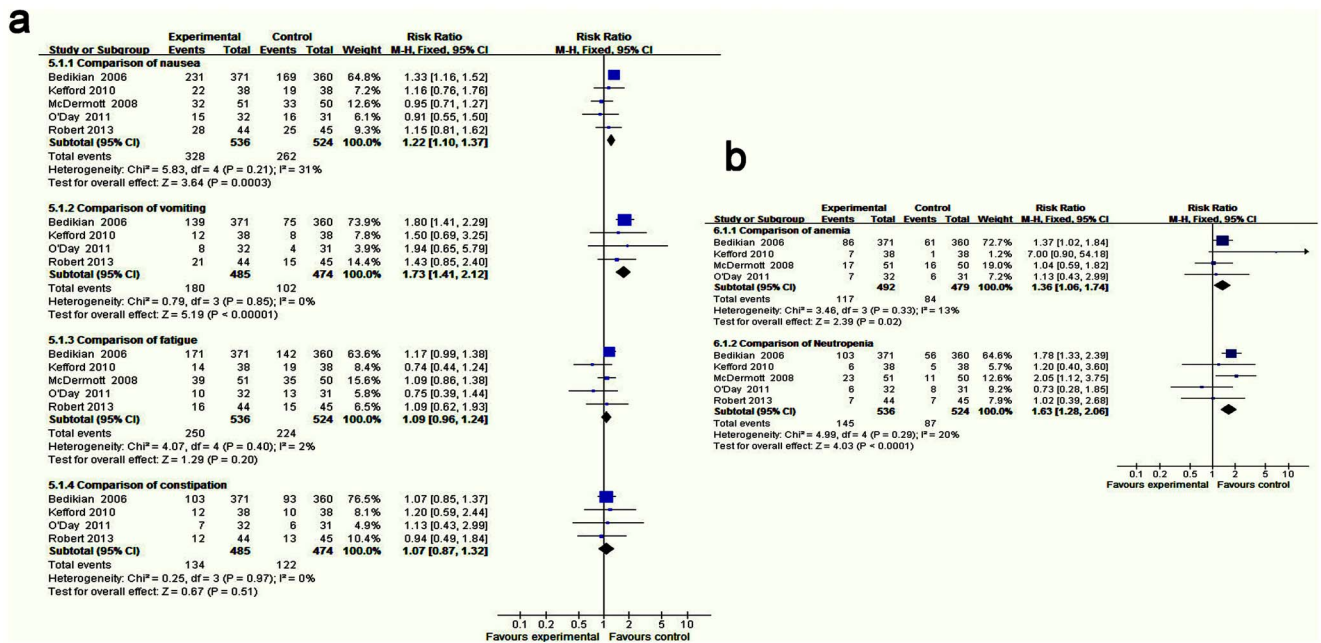 a
Experimental Control Risk Ratio Risk Ratio
Study or Subgroup Events Total Events Total Weight M-H, Fixed, 95% CI M-H, Fixed, 95% CI
5.1.1 Comparison of nausea
Bedikian 2006 231 371 169 360 64.8% 1.33 [1.16, 1.52]
Kefford 2010 22 38 19 38 7.2% 1.16 [0.76, 1.76]
McDermott 2008 32 51 33 50 12.6% 0.95 [0.71, 1.27]
O'Day 2011 15 32 16 31 6.1% 0.91 [0.55, 1.50]
Robert 2013 28 44 25 45 9.3% 1.15 [0.81, 1.62]
Subtotal (95% CI) 536 524 100.0% 1.22 [1.10, 1.37]
Total events 328 262
Heterogeneity: Chi² = 5.83, df = 4 (P = 0.21); I² = 31%
Test for overall effect: Z = 3.64 (P = 0.0003)
5.1.2 Comparison of vomiting
Bedikian 2006 139 371 75 360 73.9% 1.80 [1.41, 2.29]
Kefford 2010 12 38 8 38 7.8% 1.50 [0.69, 3.25]
O'Day 2011 8 32 4 31 3.9% 1.94 [0.65, 5.79]
Robert 2013 21 44 15 45 14.4% 1.43 [0.85, 2.40]
Subtotal (95% CI) 485 474 100.0% 1.73 [1.41, 2.12]
Total events 180 102
Heterogeneity: Chi² = 0.79, df = 3 (P = 0.85); I² = 0%
Test for overall effect: Z = 5.19 (P < 0.00001)
5.1.3 Comparison of fatigue
Bedikian 2006 171 371 142 360 63.6% 1.17 [0.99, 1.38]
Kefford 2010 14 38 19 38 8.4% 0.74 [0.44, 1.24]
McDermott 2008 39 51 35 50 15.6% 1.09 [0.86, 1.38]
O'Day 2011 10 32 13 31 5.8% 0.75 [0.39, 1.44]
Robert 2013 16 44 15 45 6.5% 1.09 [0.62, 1.93]
Subtotal (95% CI) 536 524 100.0% 1.09 [0.96, 1.24]
Total events 250 224
Heterogeneity: Chi² = 4.07, df = 4 (P = 0.40); I² = 2%
Test for overall effect: Z = 1.29 (P = 0.20)
5.1.4 Comparison of constipation
Bedikian 2006 103 371 93 360 76.5% 1.07 [0.85, 1.37]
Kefford 2010 12 38 10 38 8.1% 1.20 [0.59, 2.44]
O'Day 2011 7 32 6 31 4.9% 1.13 [0.43, 2.99]
Robert 2013 12 44 13 45 10.4% 0.94 [0.49, 1.84]
Subtotal (95% CI) 485 474 100.0% 1.07 [0.87, 1.32]
Total events 134 122
Heterogeneity: Chi² = 0.25, df = 3 (P = 0.97); I² = 0%
Test for overall effect: Z = 0.67 (P = 0.51)
0.1 0.2 0.5 1 2 5 10
Favours experimental Favours control
b
Experimental Control Risk Ratio Risk Ratio
Study or Subgroup Events Total Events Total Weight M-H, Fixed, 95% CI M-H, Fixed, 95% CI
6.1.1 Comparison of anemia
Bedikian 2006 86 371 61 360 72.7% 1.37 [1.02, 1.84]
Kefford 2010 7 38 1 38 1.2% 7.00 [0.90, 54.18]
McDermott 2008 17 51 16 50 19.0% 1.04 [0.59, 1.82]
O'Day 2011 7 32 6 31 7.2% 1.13 [0.43, 2.99]
Subtotal (95% CI) 492 479 100.0% 1.36 [1.06, 1.74]
Total events 117 84
Heterogeneity: Chi² = 3.46, df = 3 (P = 0.33); I² = 13%
Test for overall effect: Z = 2.39 (P = 0.02)
6.1.2 Comparison of Neutropenia
Bedikian 2006 103 371 56 360 64.6% 1.78 [1.33, 2.39]
Kefford 2010 6 38 5 38 5.7% 1.20 [0.40, 3.60]
McDermott 2008 23 51 11 50 12.6% 2.05 [1.12, 3.75]
O'Day 2011 6 32 8 31 9.2% 0.73 [0.28, 1.85]
Robert 2013 7 44 7 45 7.9% 1.02 [0.39, 2.68]
Subtotal (95% CI) 536 524 100.0% 1.63 [1.28, 2.06]
Total events 145 87
Heterogeneity: Chi² = 4.99, df = 4 (P = 0.29); I² = 20%
Test for overall effect: Z = 4.03 (P < 0.0001)
0.1 0.2 0.5 1 2 5 10
Favours experimental Favours control